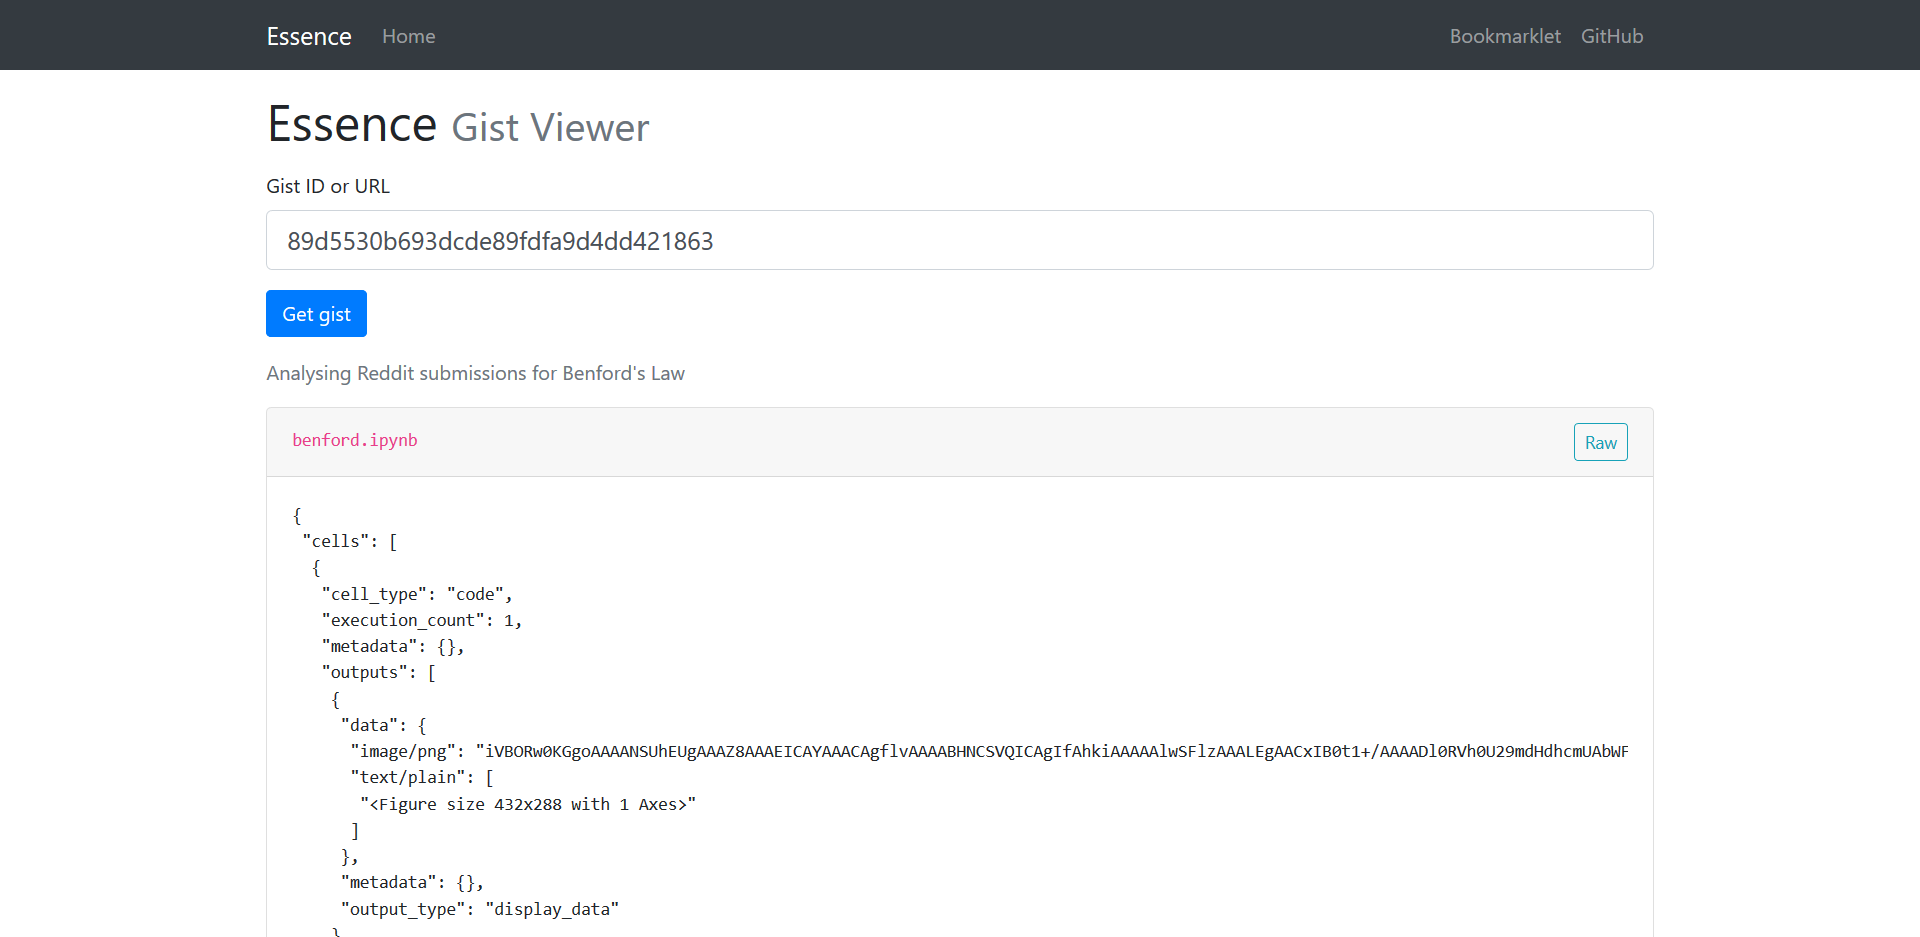 Essence Home Bookmarklet GitHub
Essence Gist Viewer
Gist ID or URL
89d5530b693dcde89fdfa9d4dd421863
Get gist
Analysing Reddit submissions for Benford's Law
benford.ipynb Raw
{
"cells": [
{
"cell_type": "code",
"execution_count": 1,
"metadata": {},
"outputs": [
{
"data": {
"image/png": "iVBORw0KGgoAAAANSUhEUgAAAZ8AAAEICAYAAACAgflvAAAABHNCSVQICAgIfAhkiAAAAAlwSFlzAAALEgAACxIB0t1+/AAAADl0RVh0U29mdHdhcmUAbWF
"text/plain": [
"<Figure size 432x288 with 1 Axes>"
]
},
"metadata": {},
"output_type": "display_data"
}